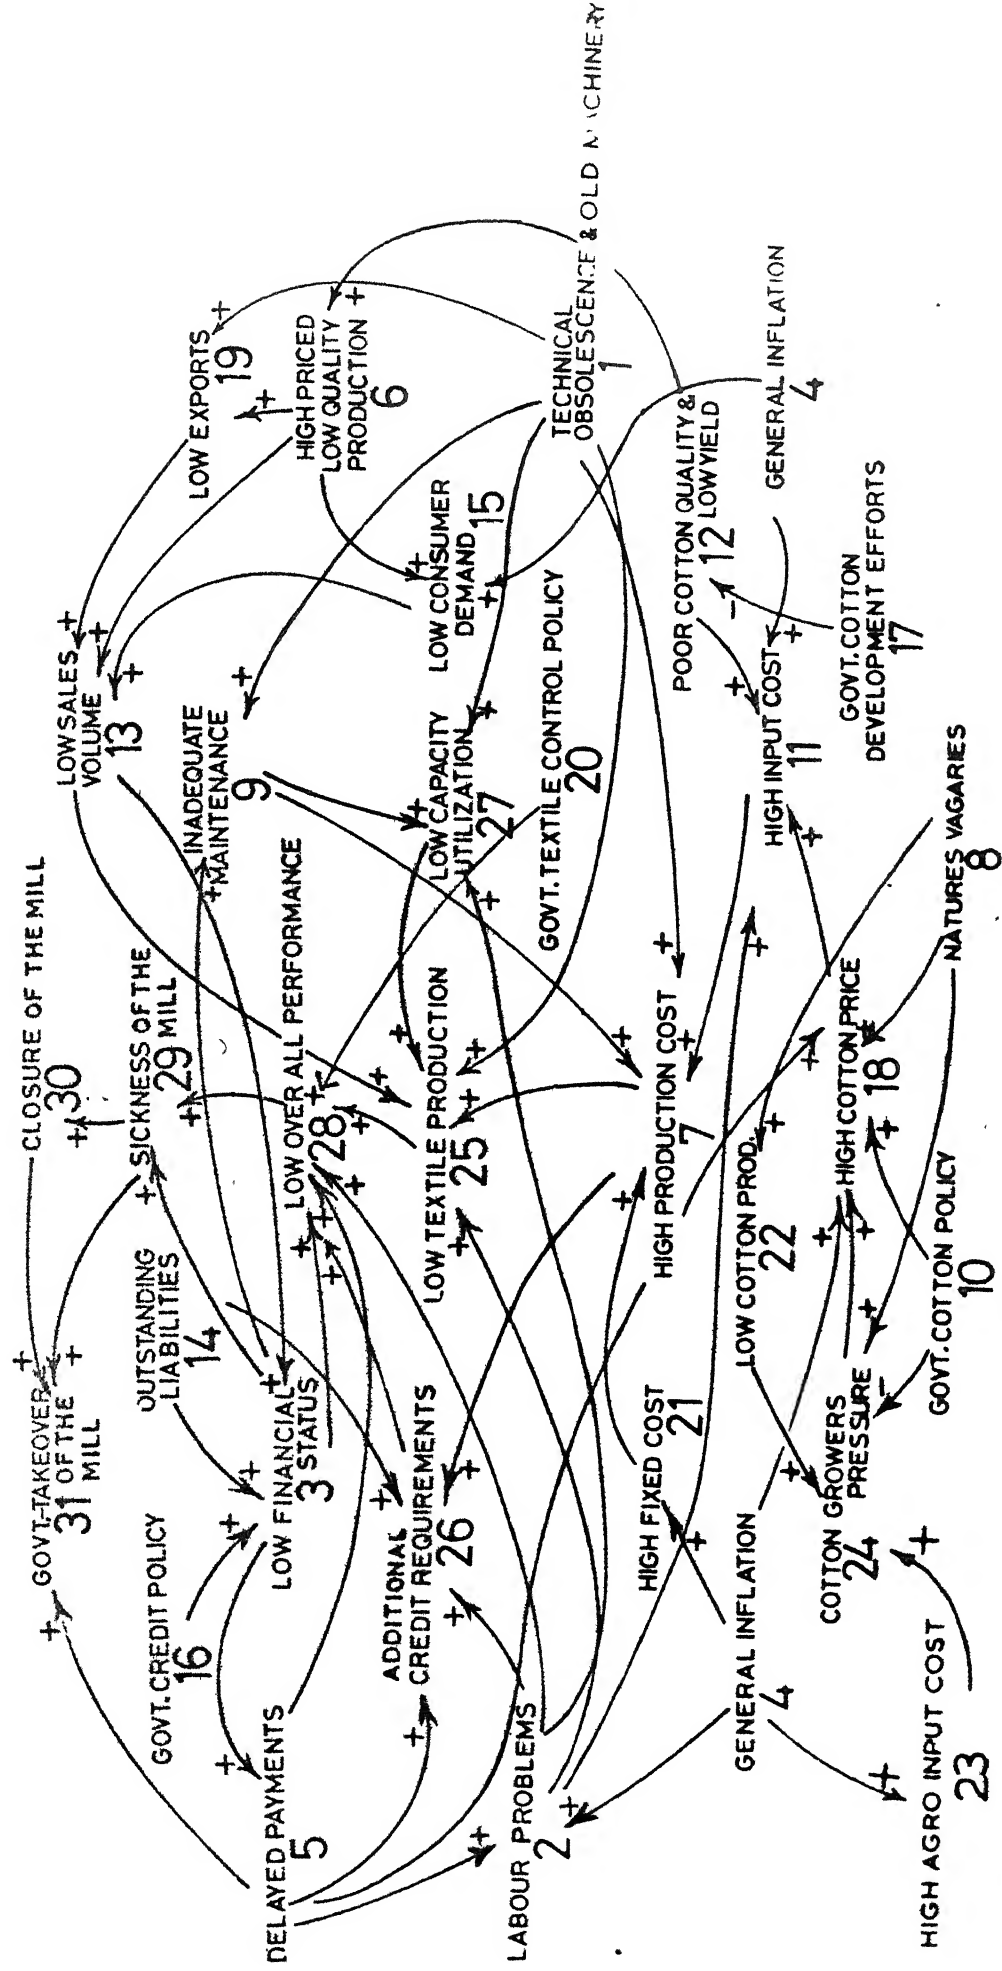 CLOSURE OF THE MILL
30
GOVT. TAKEOVER
31 OF THE
MILL
LOW SALES
VOLUME
13
SICKNESS OF THE
29 MILL
OUTSTANDING
LIABILITIES
14
GOVT. CREDIT POLICY
16
INADEQUATE
MAINTENANCE
9
LOW EXPORTS
19
DELAYED PAYMENTS
5
LOW FINANCIAL
3 STATUS
LOW OVER ALL PERFORMANCE
28
HIGH PRICED
LOW QUALITY
PRODUCTION
6
ADDITIONAL
CREDIT REQUIREMENTS
26
LOW TEXTILE PRODUCTION
25
LOW CAPACITY
UTILIZATION
27
LOW CONSUMER
DEMAND
15
LABOUR PROBLEMS
2
GOVT. TEXTILE CONTROL POLICY
20
TECHNICAL
OBSOLESCENCE & OLD MACHINERY
1
HIGH FIXED COST
21
HIGH PRODUCTION COST
7
POOR COTTON QUALITY &
LOW YIELD
12
GENERAL INFLATION
4
LOW COTTON PROD.
22
HIGH INPUT COST
11
GENERAL INFLATION
4
COTTON GROWERS
PRESSURE
24
HIGH COTTON PRICE
18
GOVT. COTTON
DEVELOPMENT EFFORTS
17
HIGH AGRO INPUT COST
23
GOVT. COTTON POLICY
10
NATURES VAGARIES
8